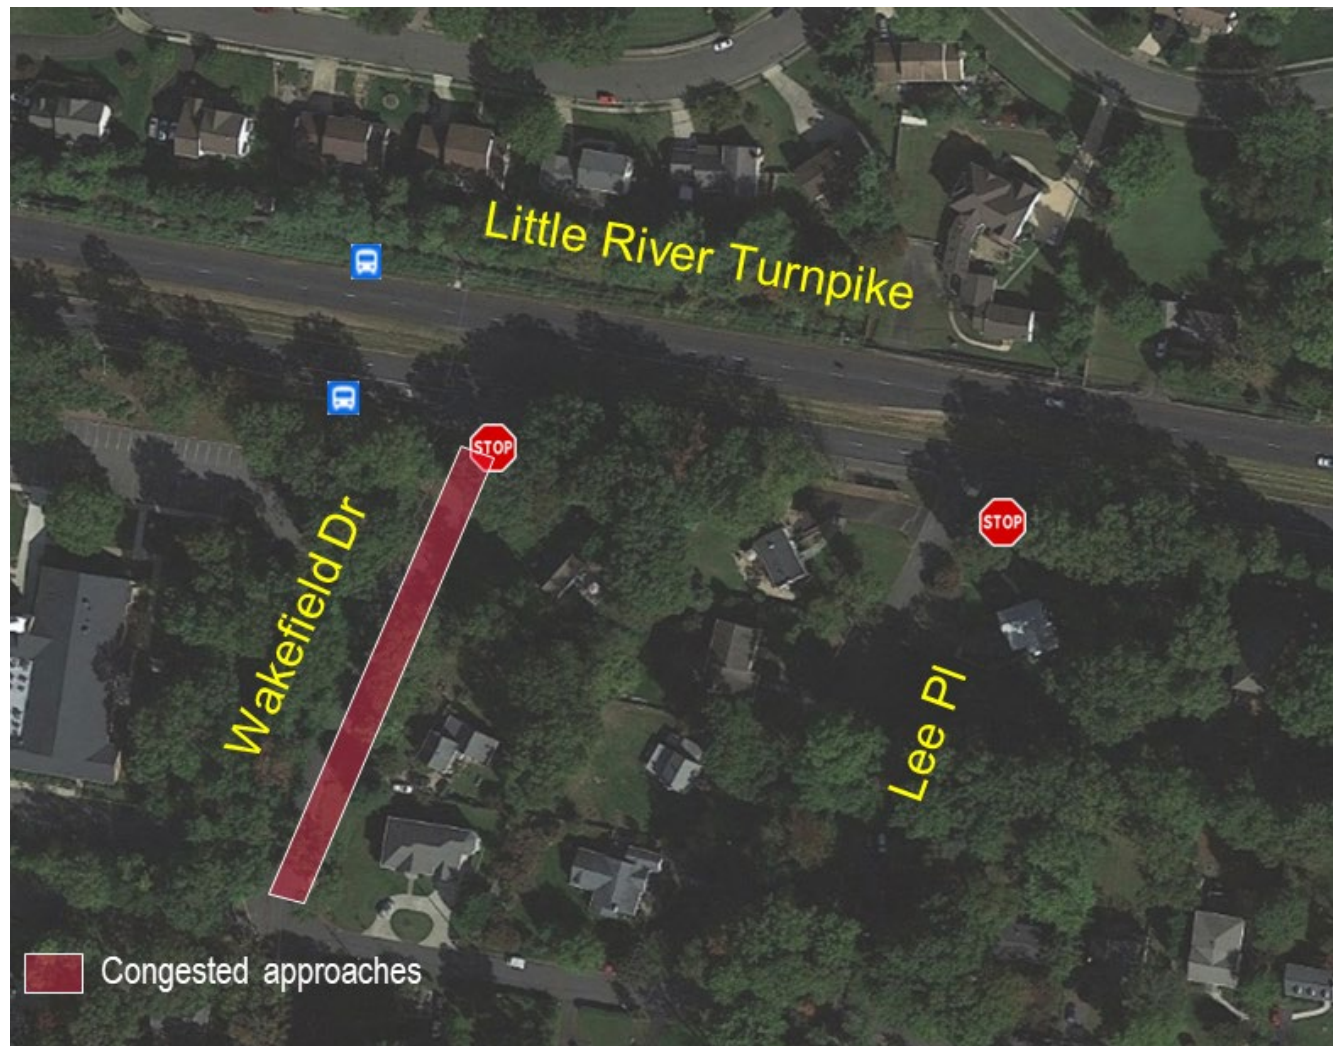 Little River Turnpike
STOP
Wakefield Dr
STOP
Lee Pl
Congested approaches